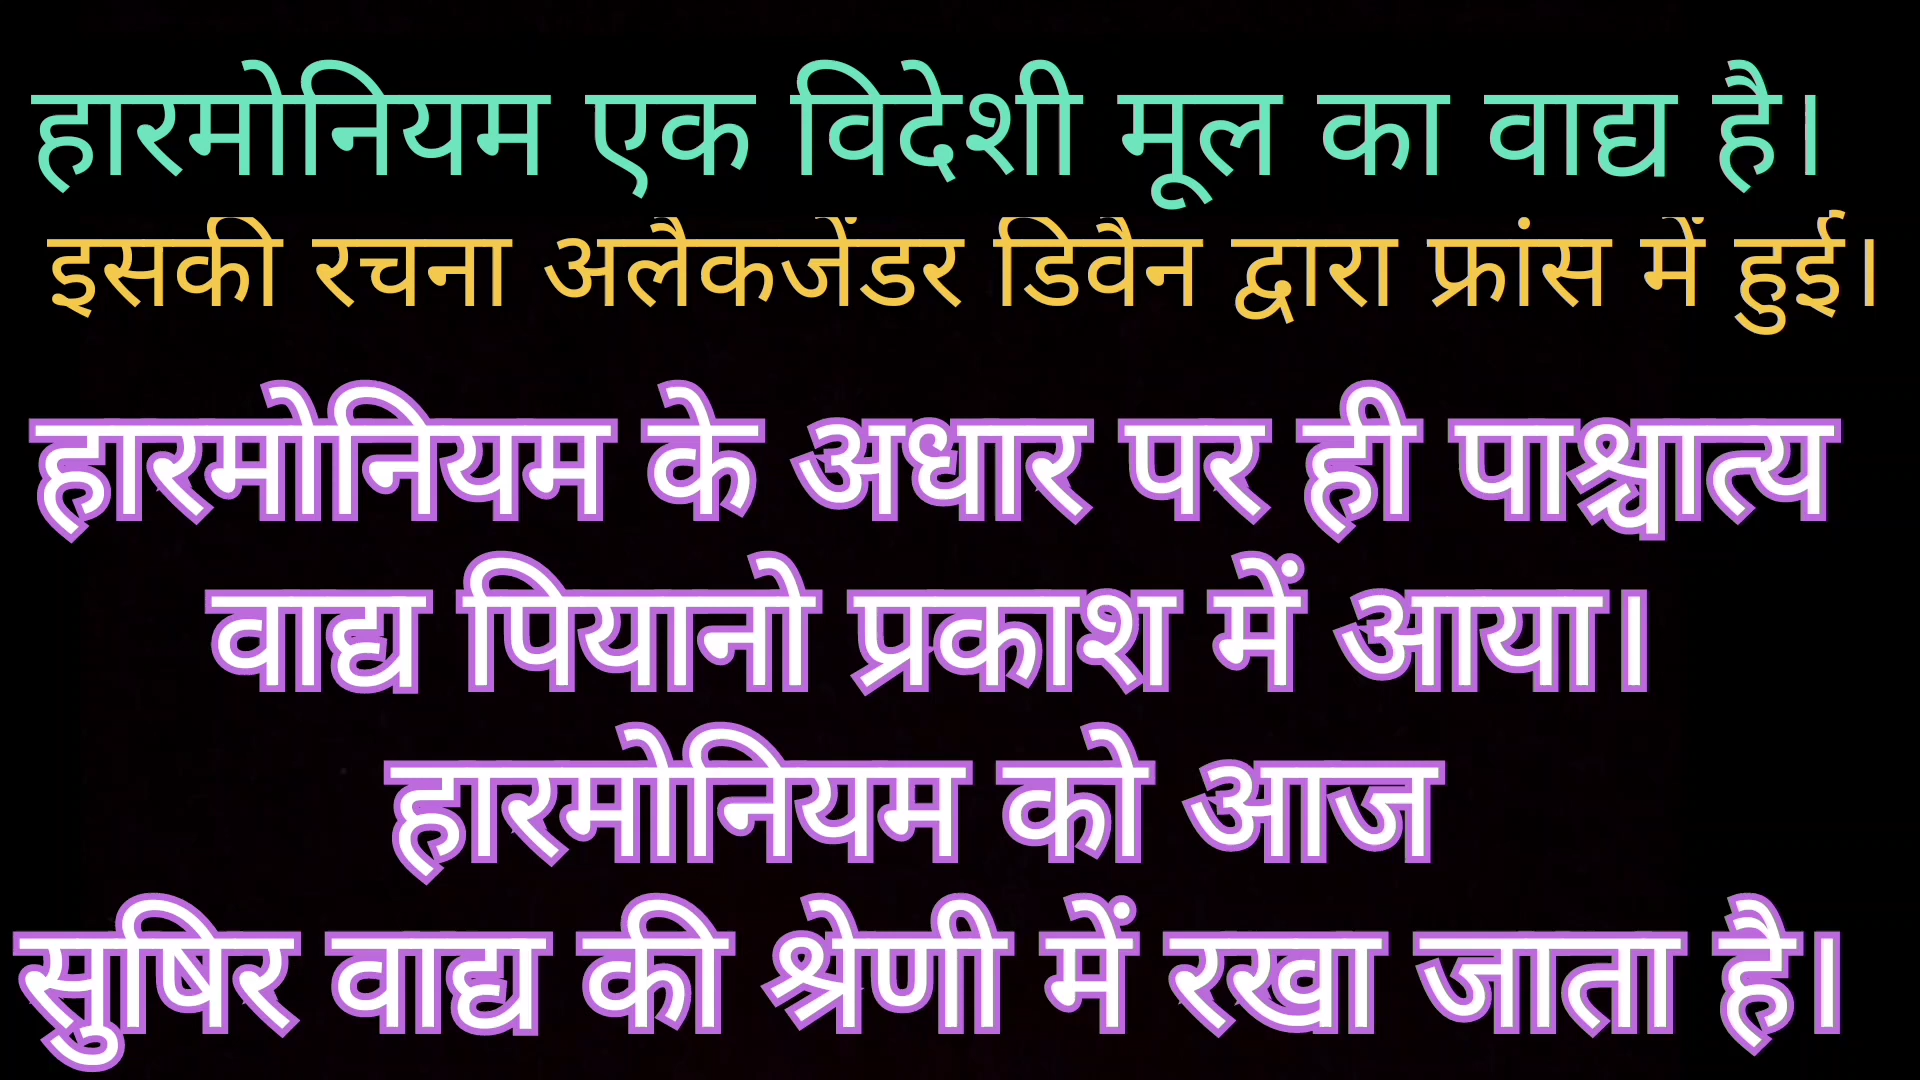 हारमोनियम एक विदेशी मूल का वाद्य है।
इसकी रचना अलैकजेंडर डिवैन द्वारा फ्रांस में हुई।
हारमोनियम के अधार पर ही पाश्चात्य
वाद्य पियानो प्रकाश में आया।
हारमोनियम को आज
सुषिर वाद्य की श्रेणी में रखा जाता है।